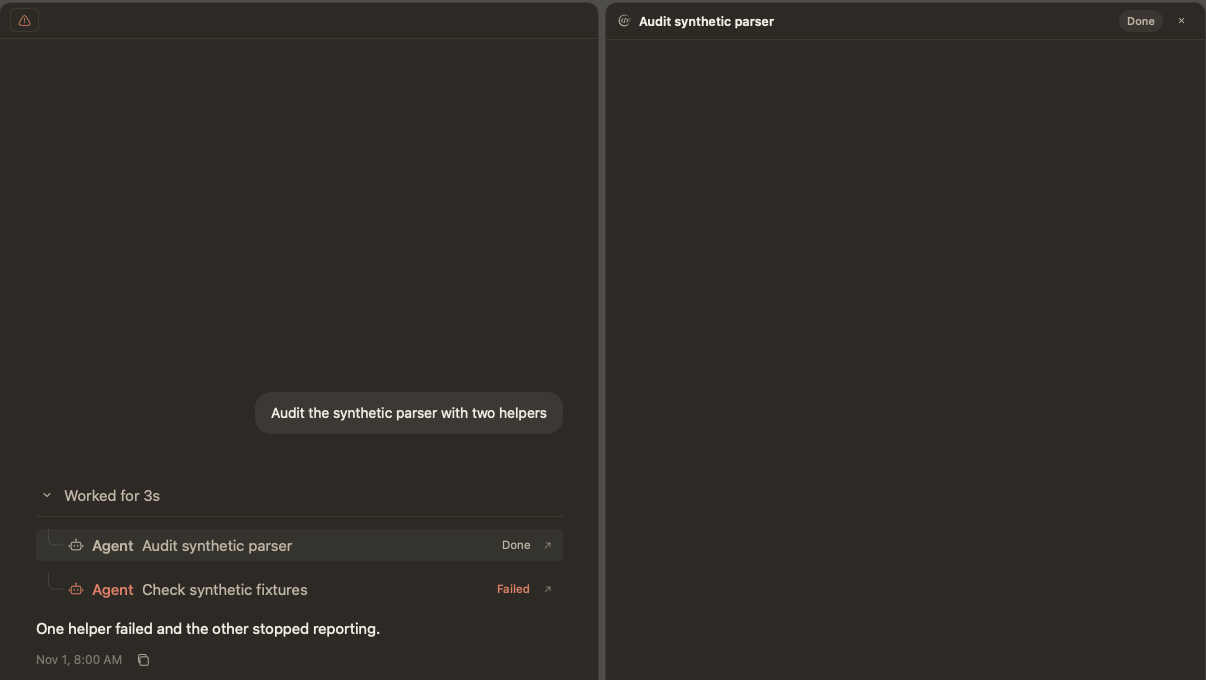 Audit the synthetic parser with two helpers
Worked for 3s
Agent Audit synthetic parser Done
Agent Check synthetic fixtures Failed
One helper failed and the other stopped reporting.
Nov 1, 8:00 AM
Audit synthetic parser Done